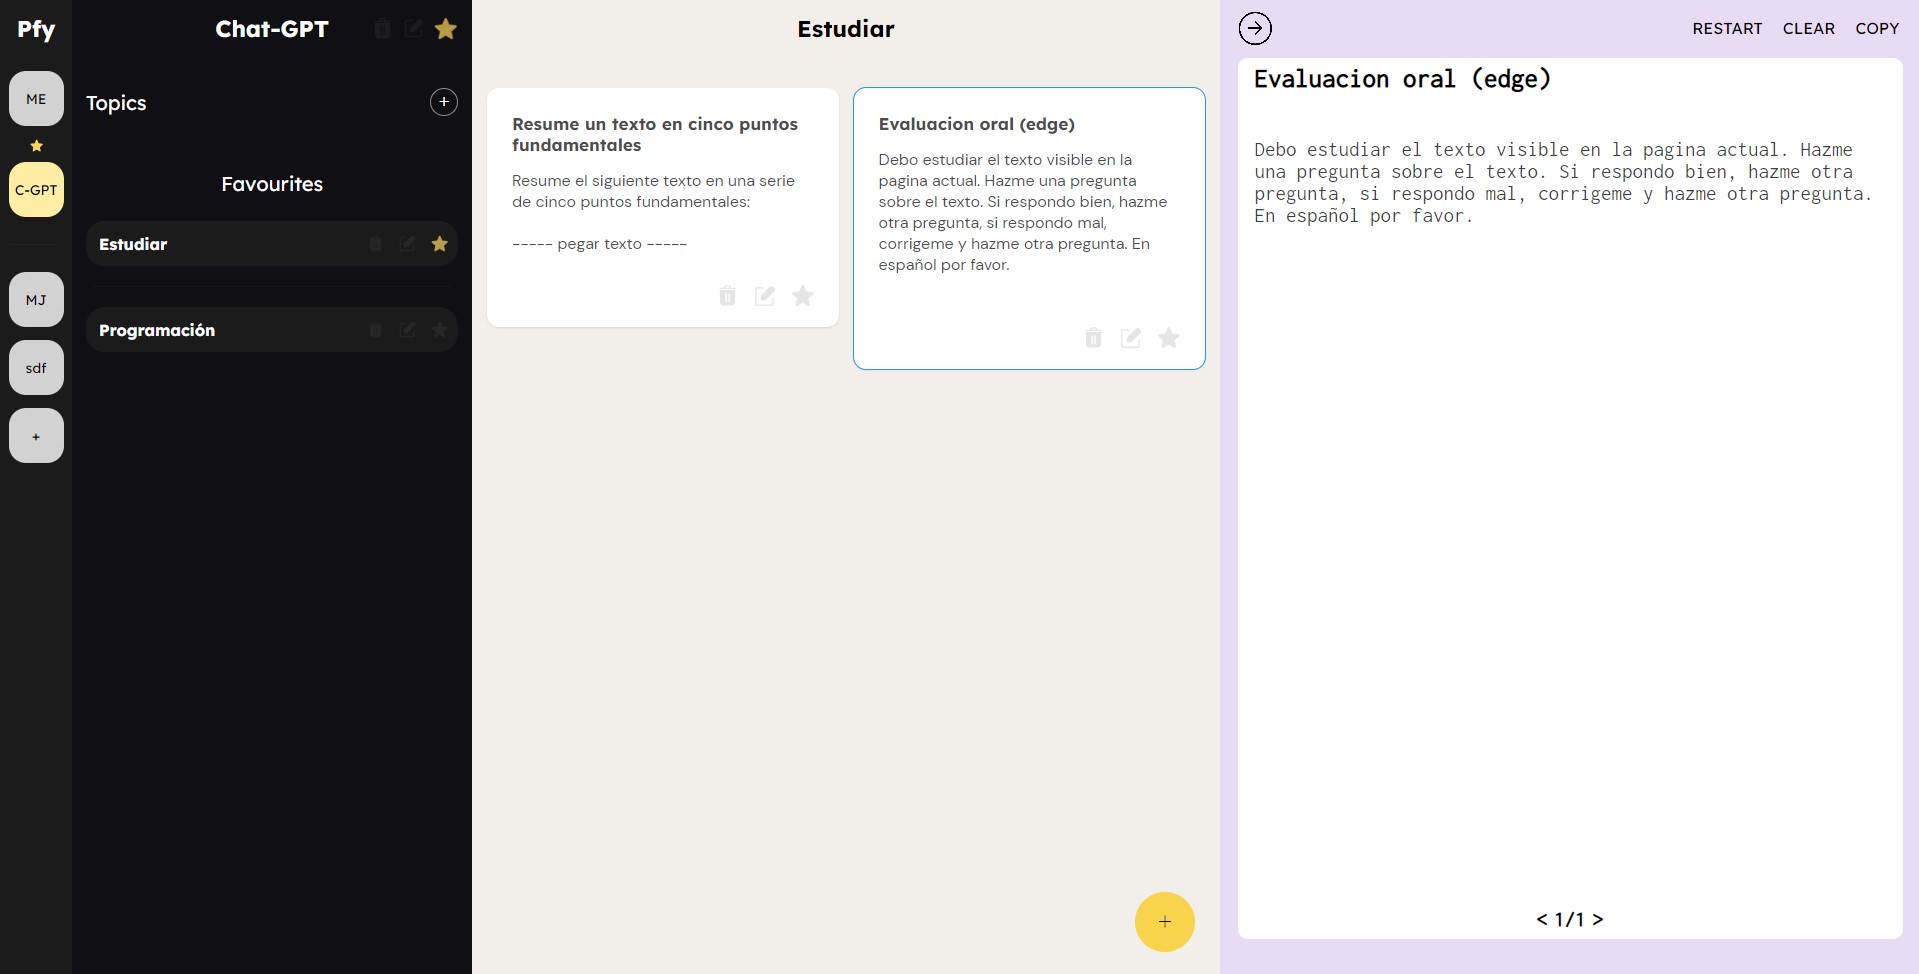 Pfy
ME
C-GPT
MJ
sdf
+
Chat-GPT
Topics
+
Favourites
Estudiar
Programación
Estudiar
Resume un texto en cinco puntos
fundamentales
Resume el siguiente texto en una serie
de cinco puntos fundamentales:
----- pegar texto -----
Evaluacion oral (edge)
Debo estudiar el texto visible en la
pagina actual. Hazme una pregunta
sobre el texto. Si respondo bien, hazme
otra pregunta, si respondo mal,
corrigeme y hazme otra pregunta. En
español por favor.
+
RESTART CLEAR COPY
Evaluacion oral (edge)
Debo estudiar el texto visible en la pagina actual. Hazme
una pregunta sobre el texto. Si respondo bien, hazme otra
pregunta, si respondo mal, corrigeme y hazme otra pregunta.
En español por favor.
< 1/1 >